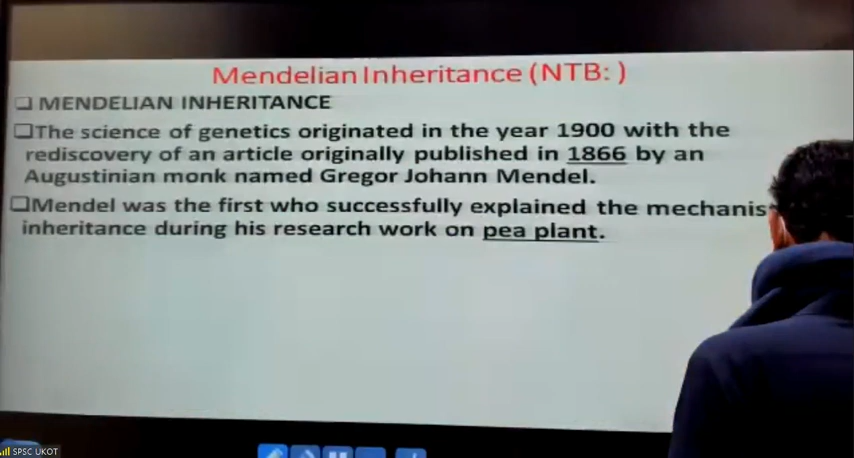 Mendelian Inheritance (NTB: )
❑ MENDELIAN INHERITANCE
❑The science of genetics originated in the year 1900 with the
rediscovery of an article originally published in 1866 by an
Augustinian monk named Gregor Johann Mendel.
❑Mendel was the first who successfully explained the mechanis
inheritance during his research work on pea plant.
SPSC UKOT